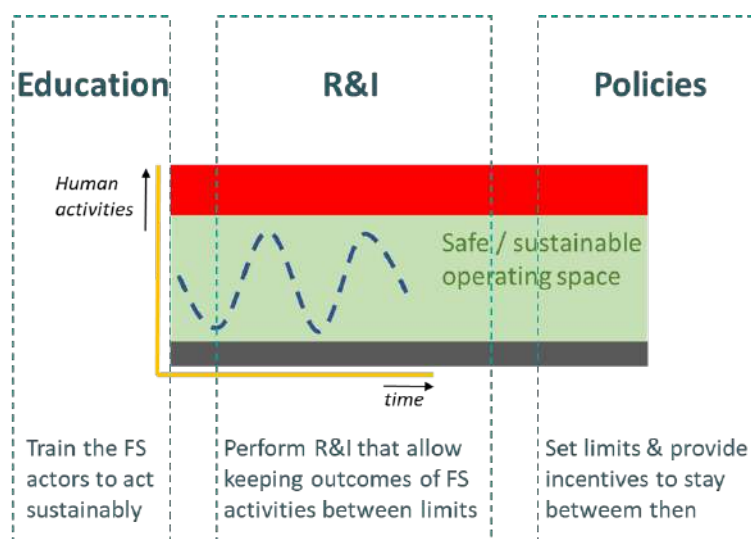 Education
R&I
Policies
Human
activities
Safe / sustainable
operating space
time
Train the FS
actors to act
sustainably
Perform R&I that allow
keeping outcomes of FS
activities between limits
Set limits & provide
incentives to stay
betweem then